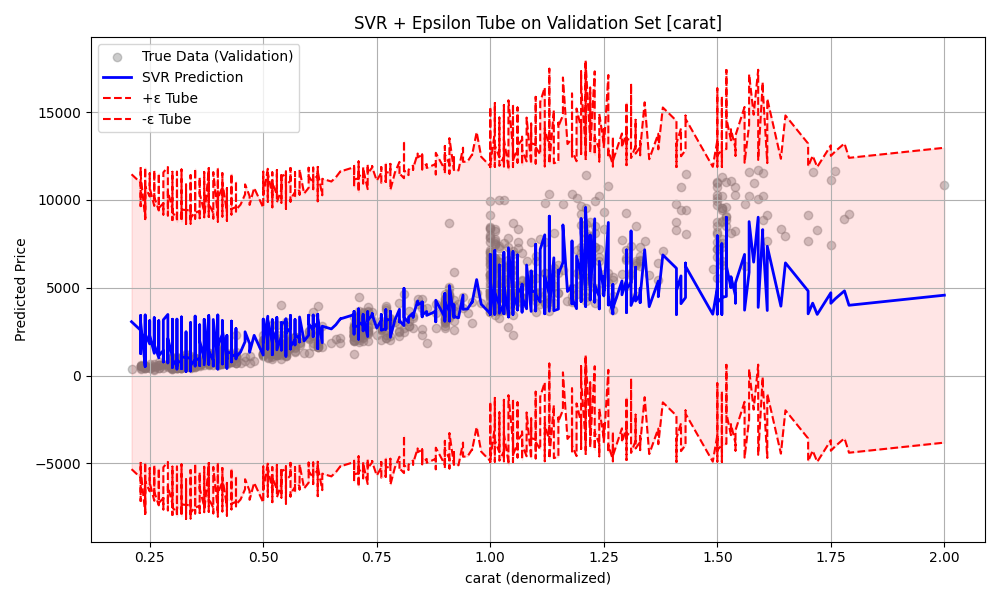 SVR + Epsilon Tube on Validation Set [carat]
True Data (Validation)
SVR Prediction
+ε Tube
-ε Tube
Predicted Price
15000
10000
5000
0
−5000
0.25 0.50 0.75 1.00 1.25 1.50 1.75 2.00
carat (denormalized)